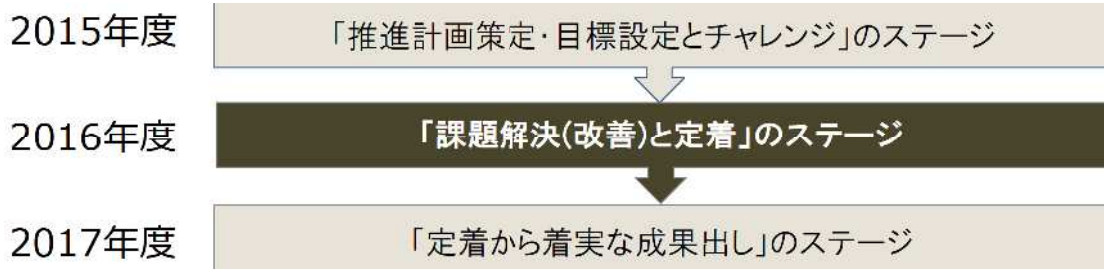 2015年度
「推進計画策定・目標設定とチャレンジ」のステージ
2016年度
「課題解決(改善)と定着」のステージ
2017年度
「定着から着実な成果出し」のステージ